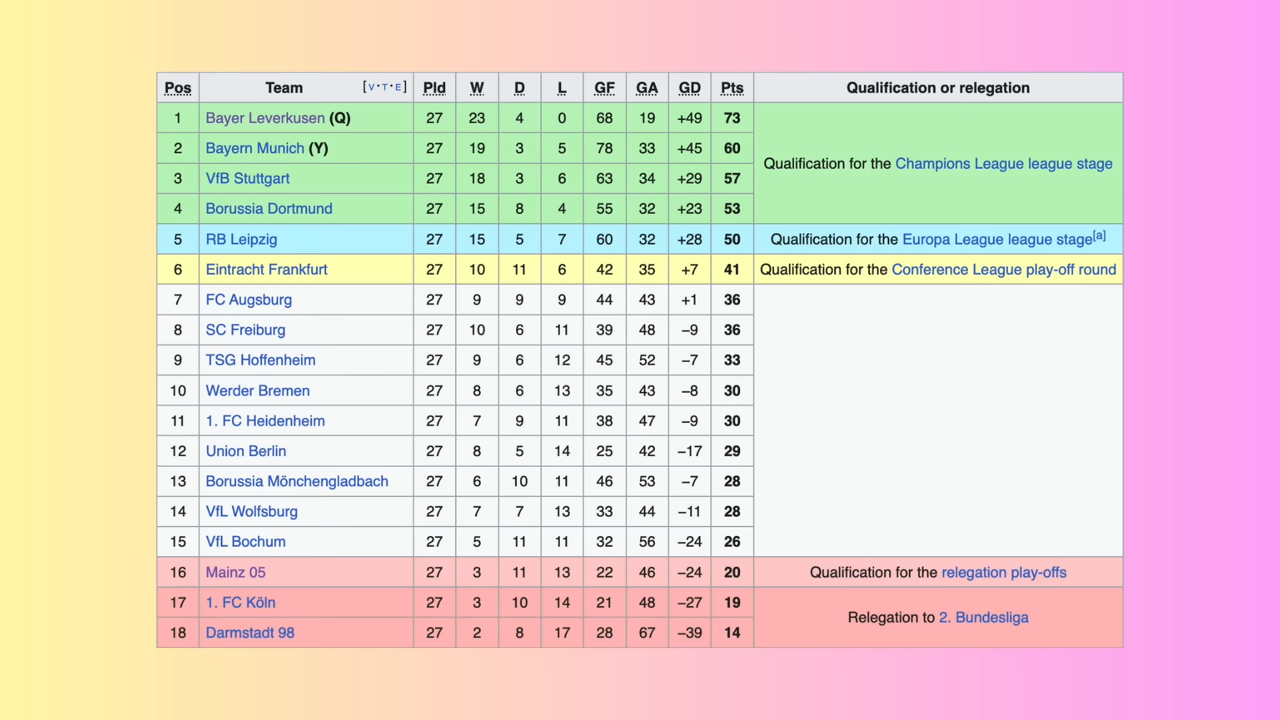 Pos Team [V·T·E] Pld W D L GF GA GD Pts Qualification or relegation
1 Bayer Leverkusen (Q) 27 23 4 0 68 19 +49 73
2 Bayern Munich (Y) 27 19 3 5 78 33 +45 60
Qualification for the Champions League league stage
3 VfB Stuttgart 27 18 3 6 63 34 +29 57
4 Borussia Dortmund 27 15 8 4 55 32 +23 53
5 RB Leipzig 27 15 5 7 60 32 +28 50 Qualification for the Europa League league stage[a]
6 Eintracht Frankfurt 27 10 11 6 42 35 +7 41 Qualification for the Conference League play-off round
7 FC Augsburg 27 9 9 9 44 43 +1 36
8 SC Freiburg 27 10 6 11 39 48 −9 36
9 TSG Hoffenheim 27 9 6 12 45 52 −7 33
10 Werder Bremen 27 8 6 13 35 43 −8 30
11 1. FC Heidenheim 27 7 9 11 38 47 −9 30
12 Union Berlin 27 8 5 14 25 42 −17 29
13 Borussia Mönchengladbach 27 6 10 11 46 53 −7 28
14 VfL Wolfsburg 27 7 7 13 33 44 −11 28
15 VfL Bochum 27 5 11 11 32 56 −24 26
16 Mainz 05 27 3 11 13 22 46 −24 20 Qualification for the relegation play-offs
17 1. FC Köln 27 3 10 14 21 48 −27 19
Relegation to 2. Bundesliga
18 Darmstadt 98 27 2 8 17 28 67 −39 14